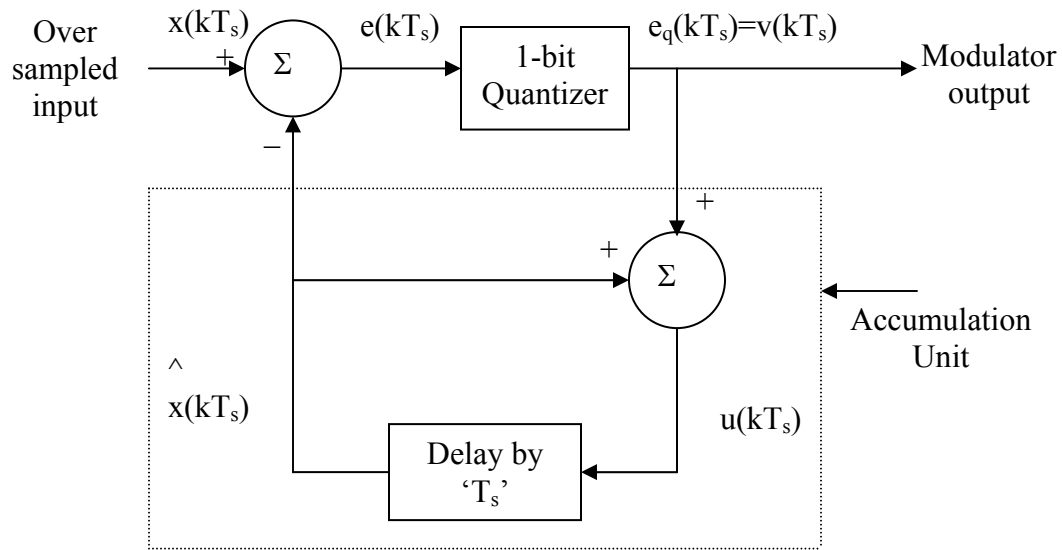 Over
sampled
input
x(kTₛ)
+
Σ
−
e(kTₛ)
1-bit
Quantizer
e_q(kTₛ)=v(kTₛ)
Modulator
output
+
+
Σ
Accumulation
Unit
^
x(kTₛ)
u(kTₛ)
Delay by
‘Tₛ’